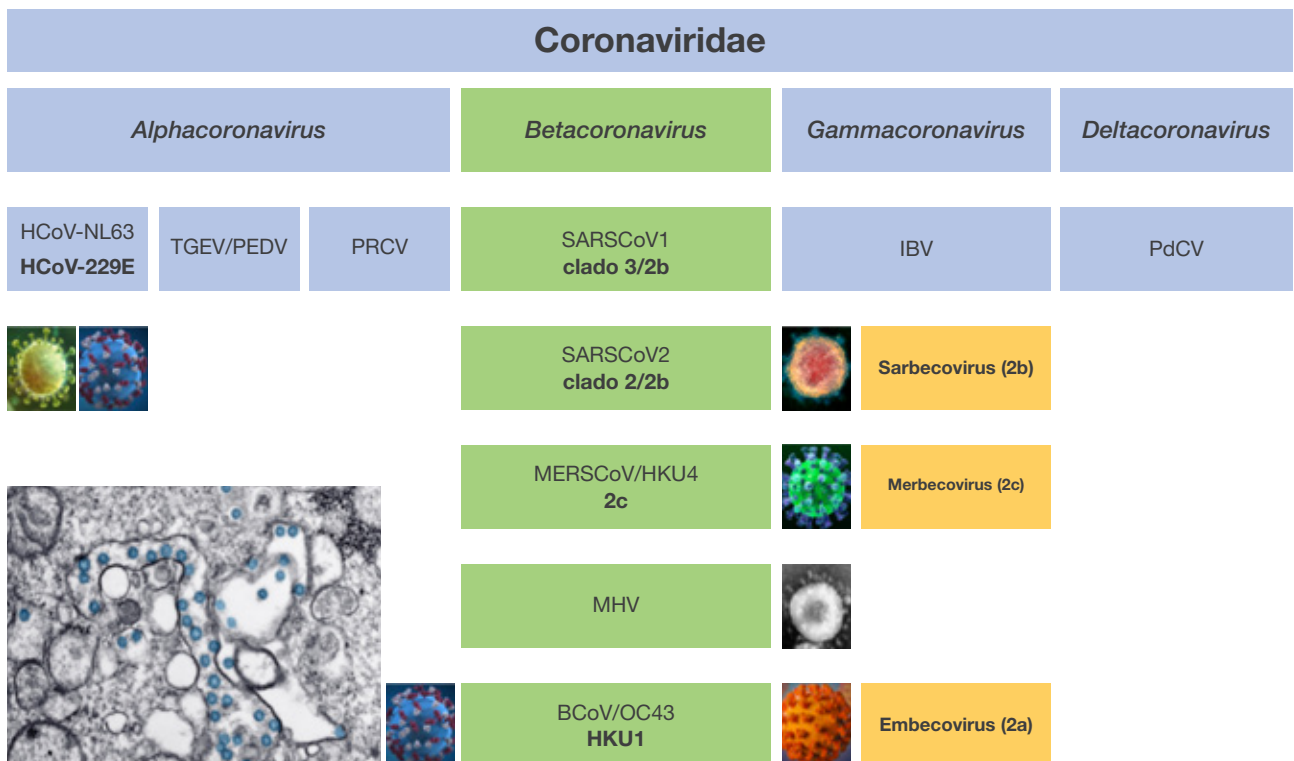 Coronaviridae
Alphacoronavirus
Betacoronavirus
Gammacoronavirus
Deltacoronavirus
HCoV-NL63
HCoV-229E
TGEV/PEDV
PRCV
SARSCoV1
clado 3/2b
IBV
PdCV
SARSCoV2
clado 2/2b
Sarbecovirus (2b)
MERSCoV/HKU4
2c
Merbecovirus (2c)
MHV
BCoV/OC43
HKU1
Embecovirus (2a)